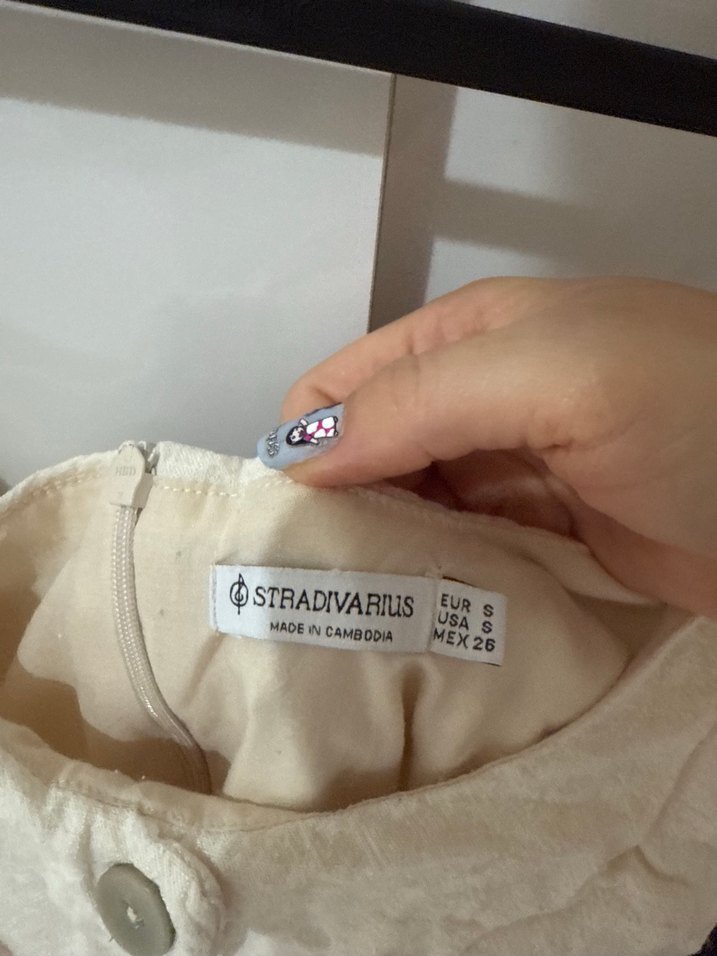 STRADIVARIUS
MADE IN CAMBODIA
EUR S
USA S
MEX 26